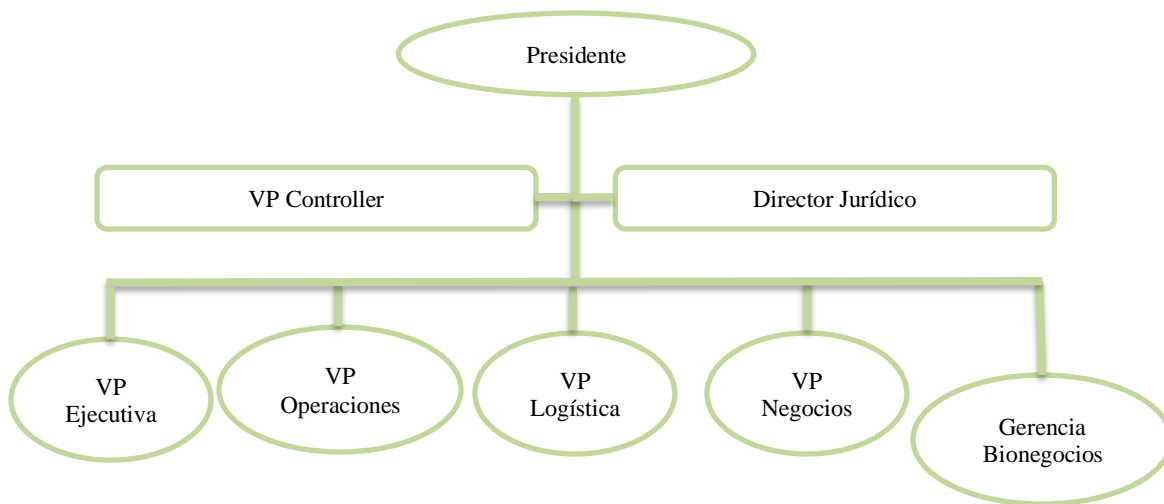 Presidente
VP Controller
Director Jurídico
VP
Ejecutiva
VP
Operaciones
VP
Logística
VP
Negocios
Gerencia
Bionegocios